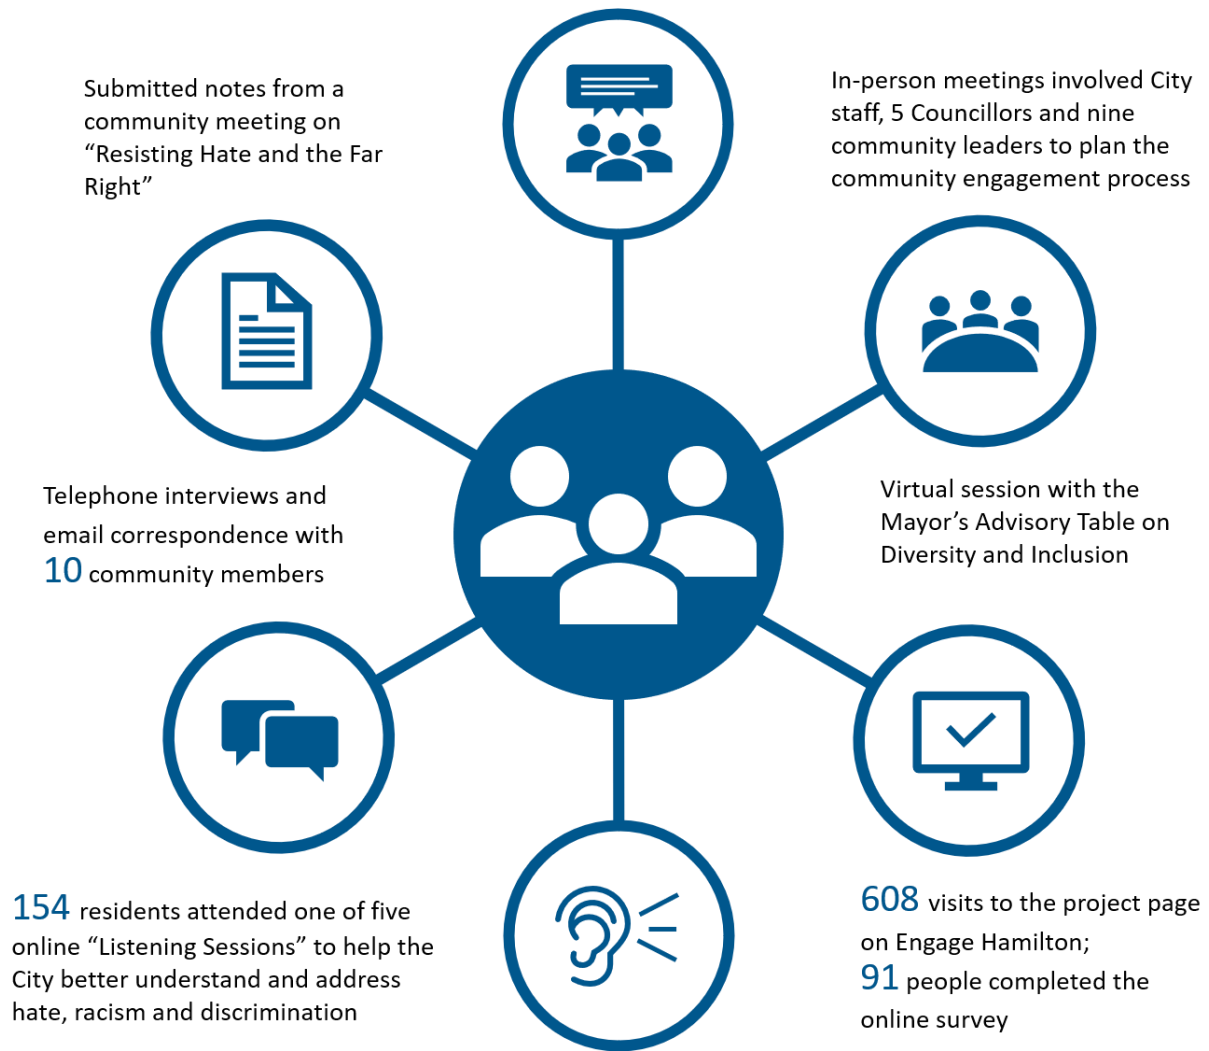 Submitted notes from a
community meeting on
“Resisting Hate and the Far
Right”
In-person meetings involved City
staff, 5 Councillors and nine
community leaders to plan the
community engagement process
Telephone interviews and
email correspondence with
10 community members
Virtual session with the
Mayor’s Advisory Table on
Diversity and Inclusion
154 residents attended one of five
online “Listening Sessions” to help the
City better understand and address
hate, racism and discrimination
608 visits to the project page
on Engage Hamilton;
91 people completed the
online survey